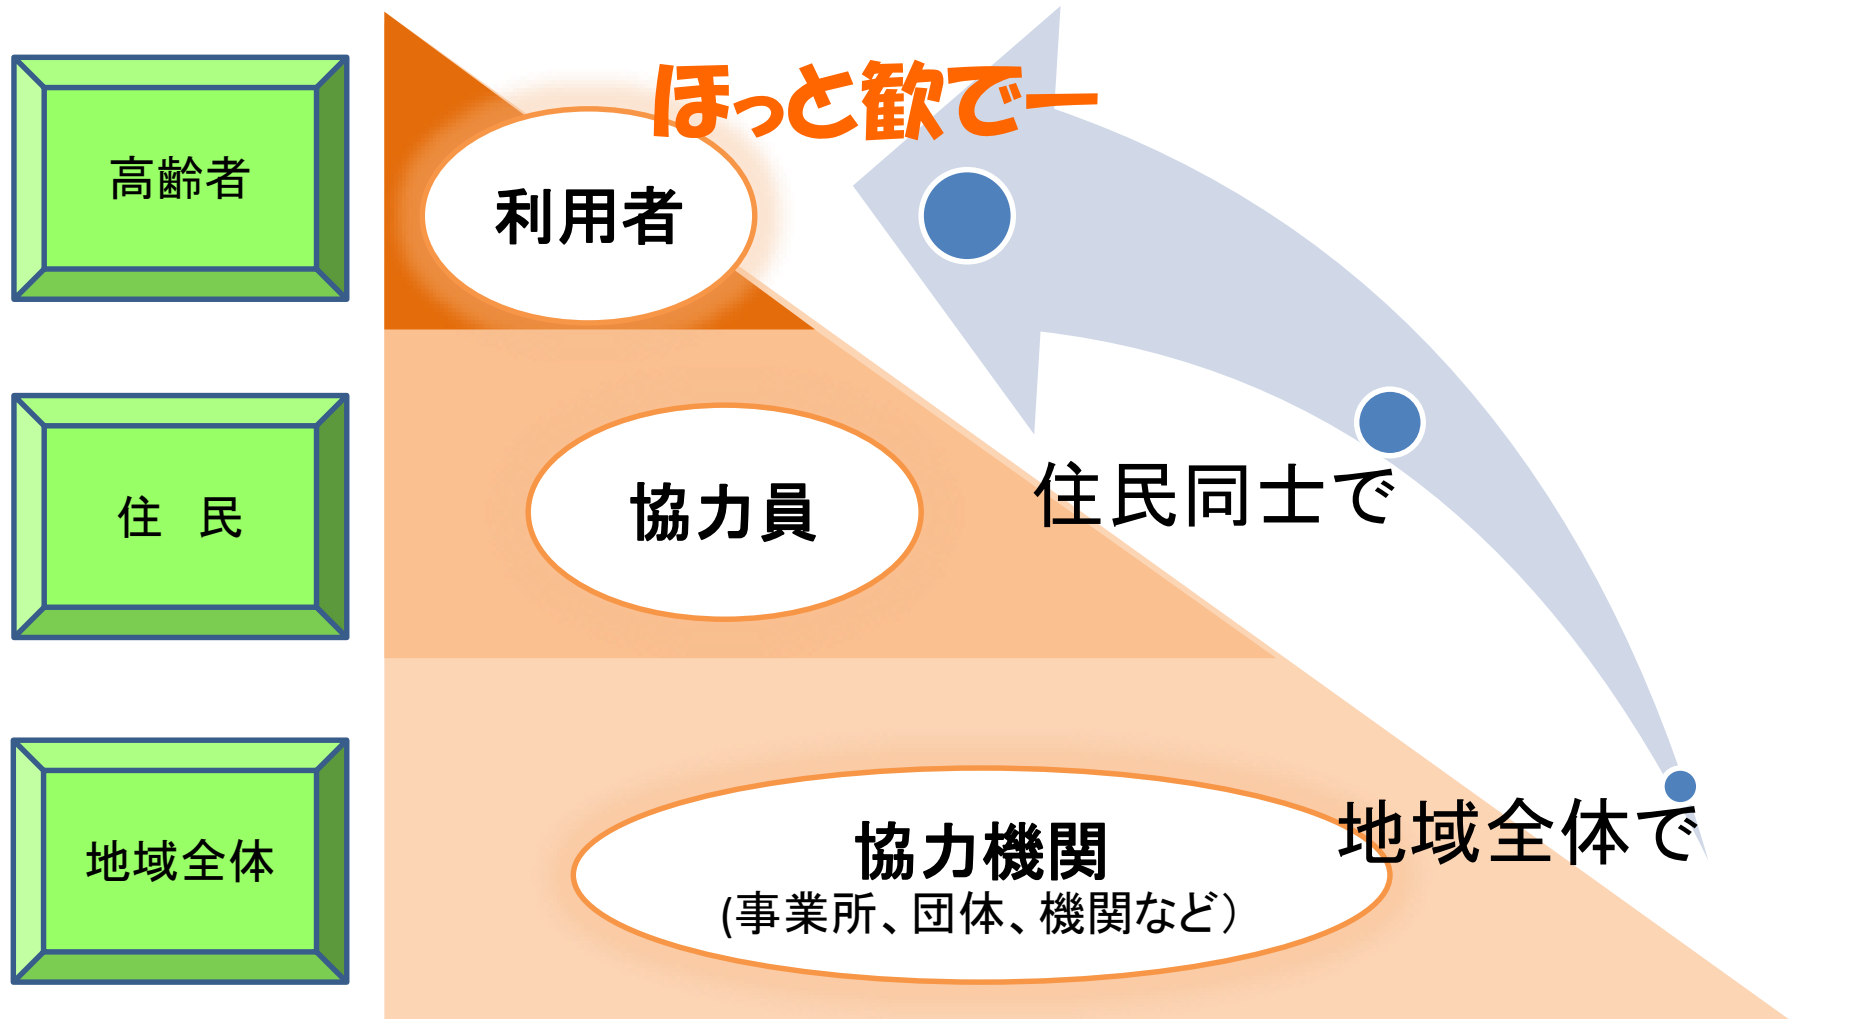 ほっと歓でー
高齢者
利用者
住　民
協力員
住民同士で
地域全体
協力機関
(事業所、団体、機関など）
地域全体で